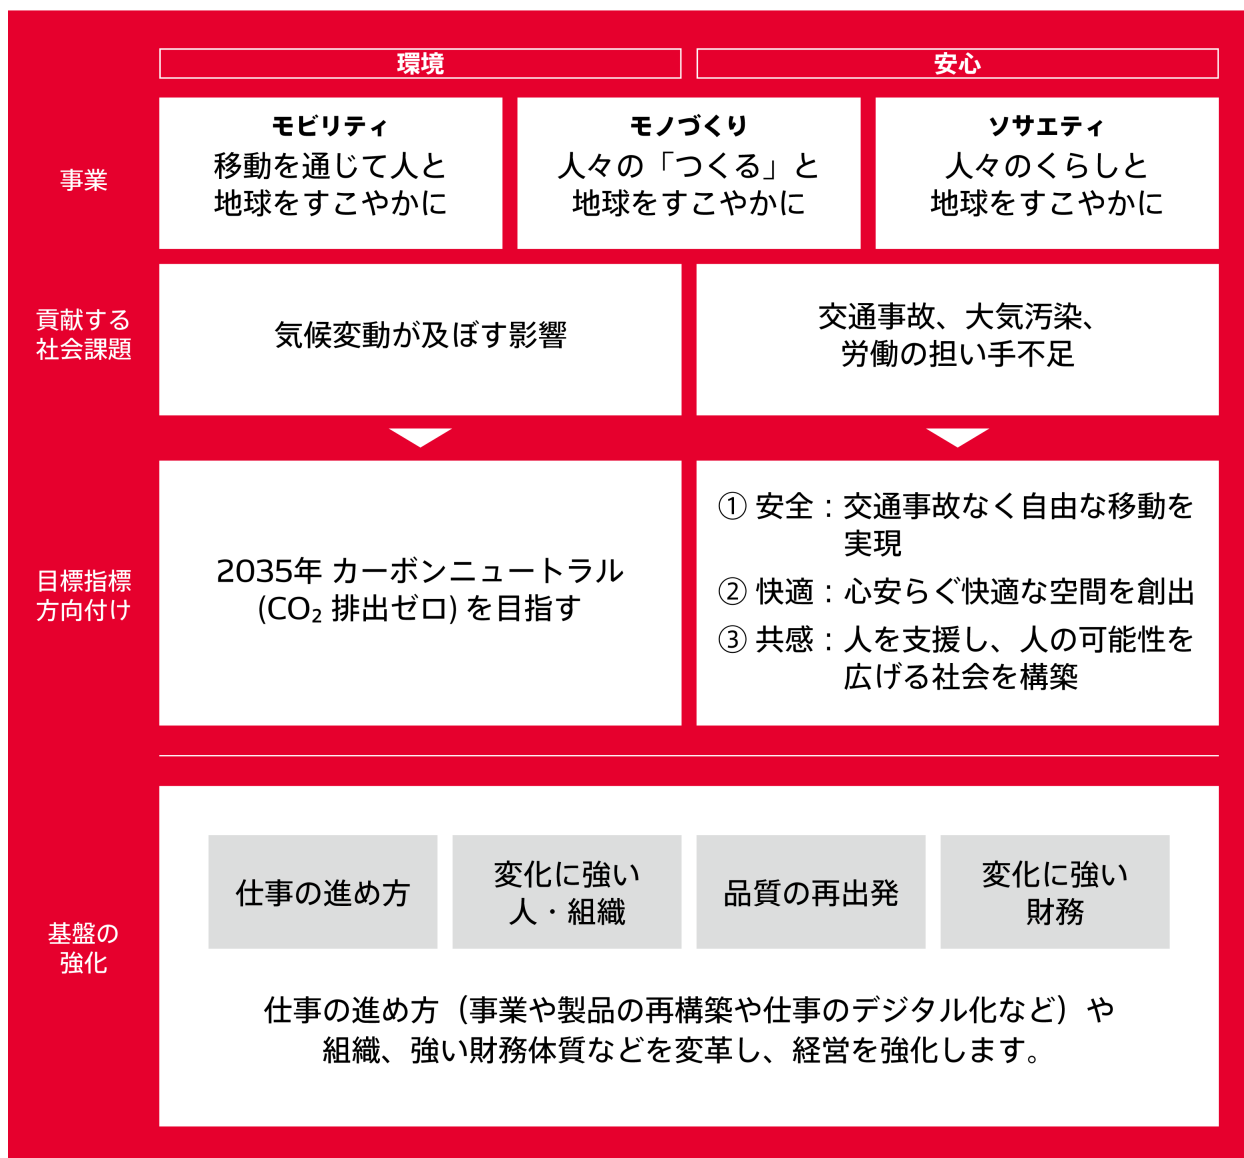 環境
安心
事業
モビリティ
移動を通じて人と
地球をすこやかに
モノづくり
人々の「つくる」と
地球をすこやかに
ソサエティ
人々のくらしと
地球をすこやかに
貢献する
社会課題
気候変動が及ぼす影響
交通事故、大気汚染、
労働の担い手不足
目標指標
方向付け
2035年 カーボンニュートラル
(CO₂ 排出ゼロ) を目指す
① 安全：交通事故なく自由な移動を
実現
② 快適：心安らぐ快適な空間を創出
③ 共感：人を支援し、人の可能性を
広げる社会を構築
基盤の
強化
仕事の進め方
変化に強い
人・組織
品質の再出発
変化に強い
財務
仕事の進め方（事業や製品の再構築や仕事のデジタル化など）や
組織、強い財務体質などを変革し、経営を強化します。